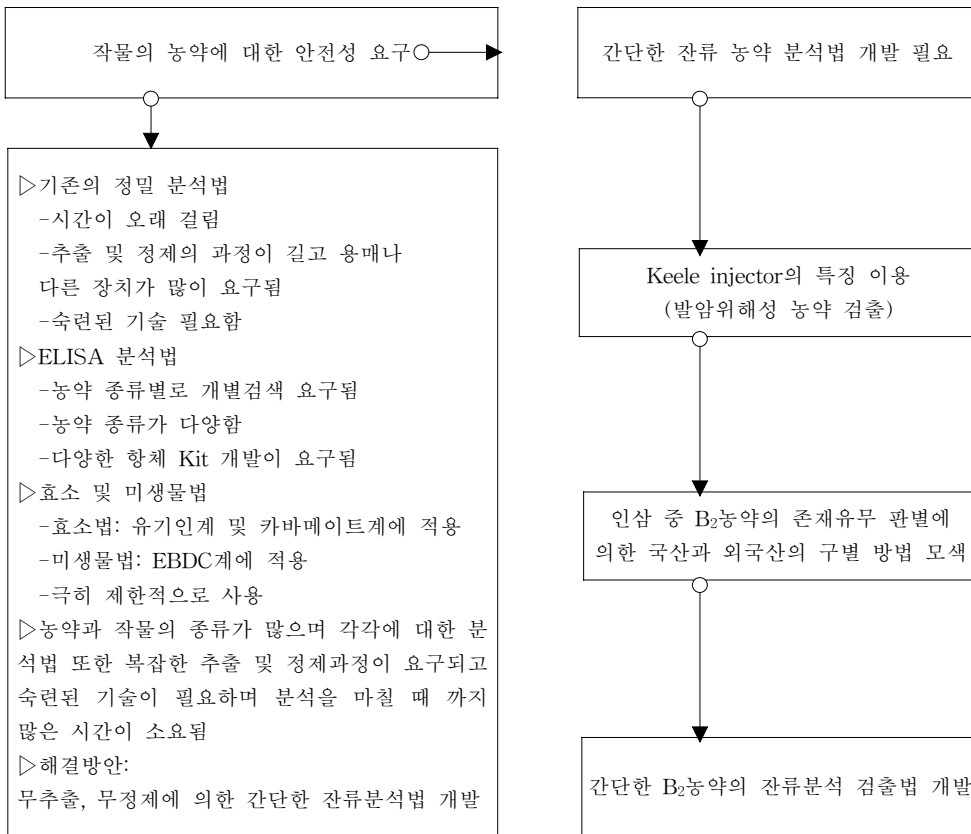 작물의 농약에 대한 안전성 요구
▷기존의 정밀 분석법
-시간이 오래 걸림
-추출 및 정제의 과정이 길고 용매나
다른 장치가 많이 요구됨
-숙련된 기술 필요함
▷ELISA 분석법
-농약 종류별로 개별검색 요구됨
-농약 종류가 다양함
-다양한 항체 Kit 개발이 요구됨
▷효소 및 미생물법
-효소법: 유기인계 및 카바메이트계에 적용
-미생물법: EBDC계에 적용
-극히 제한적으로 사용
▷농약과 작물의 종류가 많으며 각각에 대한 분
석법 또한 복잡한 추출 및 정제과정이 요구되고
숙련된 기술이 필요하며 분석을 마칠 때 까지
많은 시간이 소요됨
▷해결방안:
무추출, 무정제에 의한 간단한 잔류분석법 개발
간단한 잔류 농약 분석법 개발 필요
Keele injector의 특징 이용
(발암위해성 농약 검출)
인삼 중 B₂농약의 존재유무 판별에
의한 국산과 외국산의 구별 방법 모색
간단한 B₂농약의 잔류분석 검출법 개발